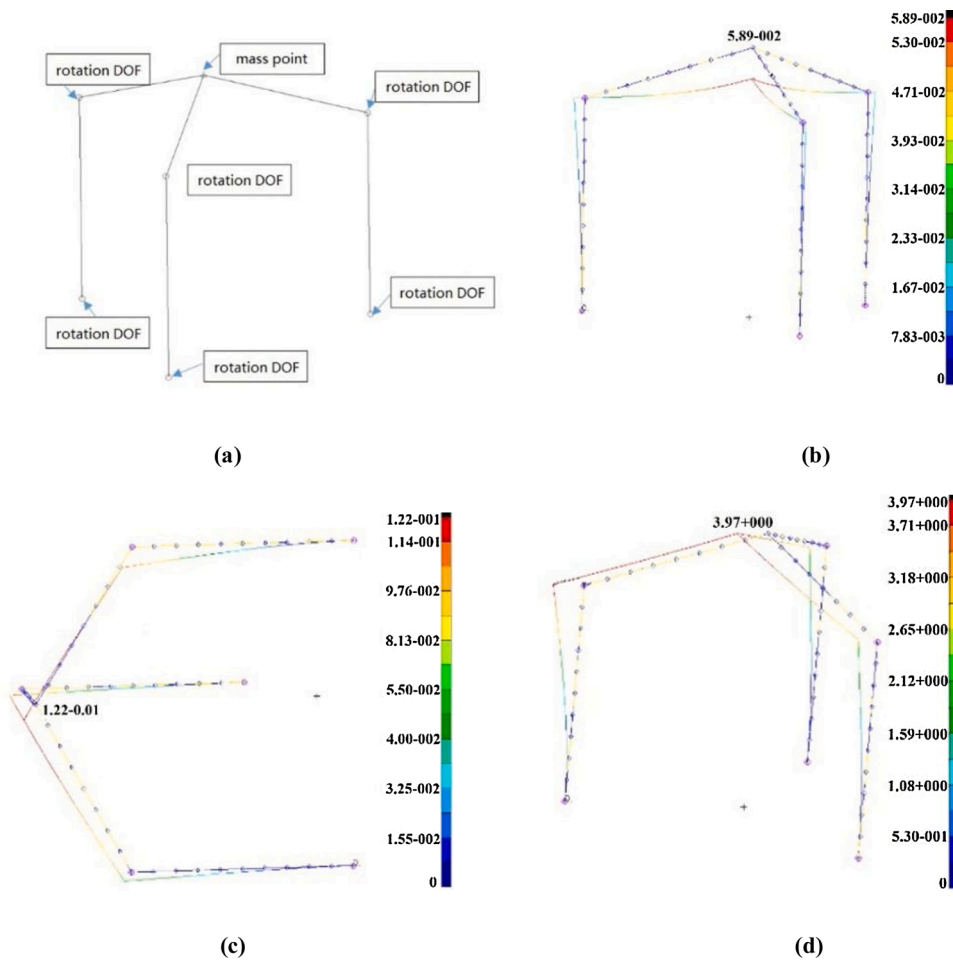 mass point
rotation DOF
rotation DOF
rotation DOF
rotation DOF
rotation DOF
rotation DOF
(a)
5.89-002
5.89-002
5.30-002
4.71-002
3.93-002
3.14-002
2.33-002
1.67-002
7.83-003
0
(b)
1.22-0.01
1.22-001
1.14-001
9.76-002
8.13-002
5.50-002
4.00-002
3.25-002
1.55-002
0
(c)
3.97+000
3.97+000
3.71+000
3.18+000
2.65+000
2.12+000
1.59+000
1.08+000
5.30-001
0
(d)